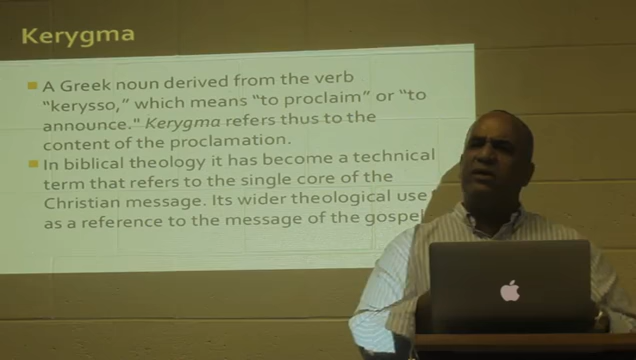 Kerygma
A Greek noun derived from the verb
"kerysso," which means "to proclaim" or "to
announce." Kerygma refers thus to the
content of the proclamation.
In biblical theology it has become a technical
term that refers to the single core of the
Christian message. Its wider theological use
as a reference to the message of the gospel